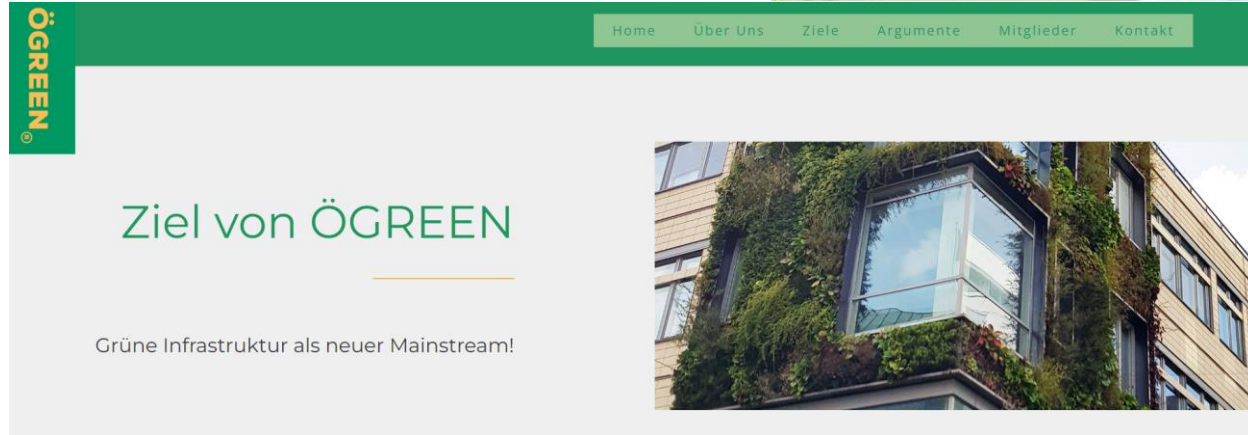 ÖGREEN®
Home Über Uns Ziele Argumente Mitglieder Kontakt
Ziel von ÖGREEN
Grüne Infrastruktur als neuer Mainstream!